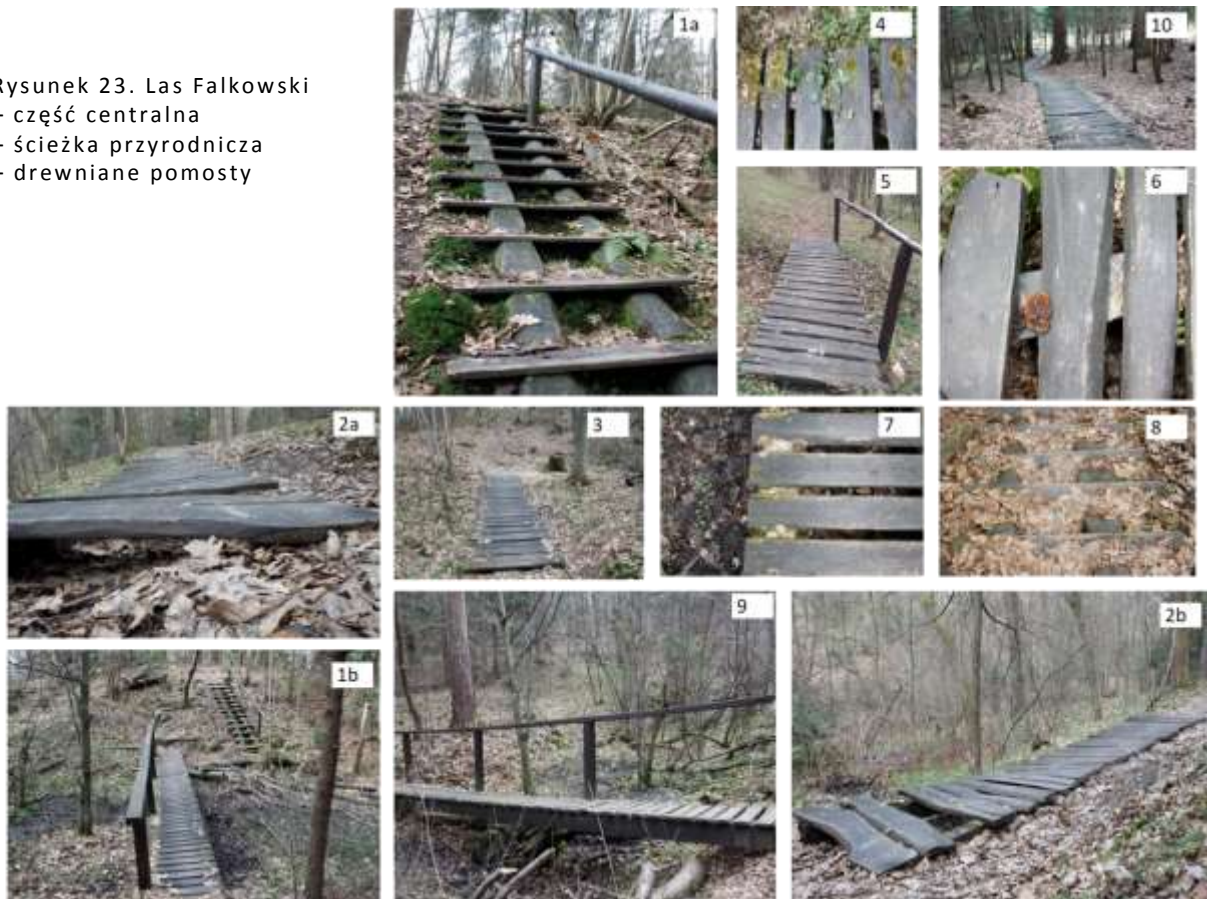 Rysunek 23. Las Falkowski
- część centralna
- ścieżka przyrodnicza
- drewniane pomosty
1a
4
10
5
6
2a
3
7
8
1b
9
2b